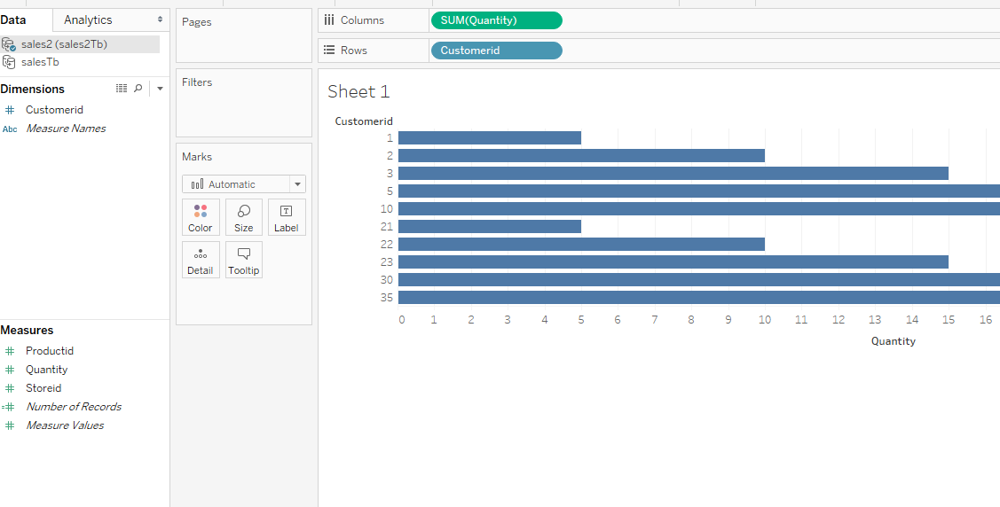 Data
Analytics
sales2 (sales2Tb)
salesTb
Dimensions
Customerid
Abc Measure Names
Measures
Productid
Quantity
Storeid
Number of Records
Measure Values
Pages
Filters
Marks
Automatic
Color Size Label
Detail Tooltip
Columns SUM(Quantity)
Rows Customerid
Sheet 1
Customerid
1
2
3
5
10
21
22
23
30
35
0 1 2 3 4 5 6 7 8 9 10 11 12 13 14 15 16
Quantity